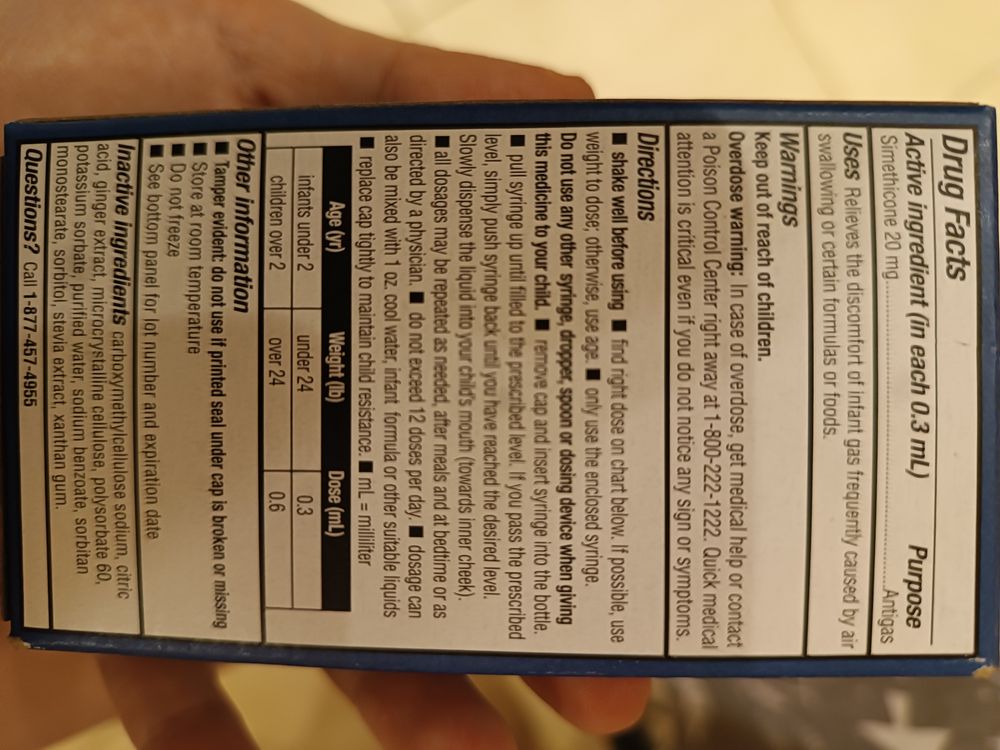 Drug Facts
Active ingredient (in each 0.3 mL) Purpose
Simethicone 20 mg..........................................Antigas
Uses Relieves the discomfort of infant gas frequently caused by air
swallowing or certain formulas or foods.
Warnings
Keep out of reach of children.
Overdose warning: In case of overdose, get medical help or contact
a Poison Control Center right away at 1-800-222-1222. Quick medical
attention is critical even if you do not notice any sign or symptoms.
Directions
■ shake well before using ■ find right dose on chart below. If possible, use
weight to dose; otherwise, use age. ■ only use the enclosed syringe.
Do not use any other syringe, dropper, spoon or dosing device when giving
this medicine to your child. ■ remove cap and insert syringe into the bottle.
■ pull syringe up until filled to the prescribed level. If you pass the prescribed
level, simply push syringe back until you have reached the desired level.
Slowly dispense the liquid into your child's mouth (towards inner cheek).
■ all dosages may be repeated as needed, after meals and at bedtime or as
directed by a physician. ■ do not exceed 12 doses per day. ■ dosage can
also be mixed with 1 oz. cool water, infant formula or other suitable liquids
■ replace cap tightly to maintain child resistance. ■ mL = milliliter
Age (yr) Weight (lb) Dose (mL)
infants under 2 under 24 0.3
children over 2 over 24 0.6
Other information
■ Tamper evident: do not use if printed seal under cap is broken or missing
■ Store at room temperature
■ Do not freeze
■ See bottom panel for lot number and expiration date
Inactive ingredients carboxymethylcellulose sodium, citric
acid, ginger extract, microcrystalline cellulose, polysorbate 60,
potassium sorbate, purified water, sodium benzoate, sorbitan
monostearate, sorbitol, stevia extract, xanthan gum.
Questions? Call 1-877-457-4955